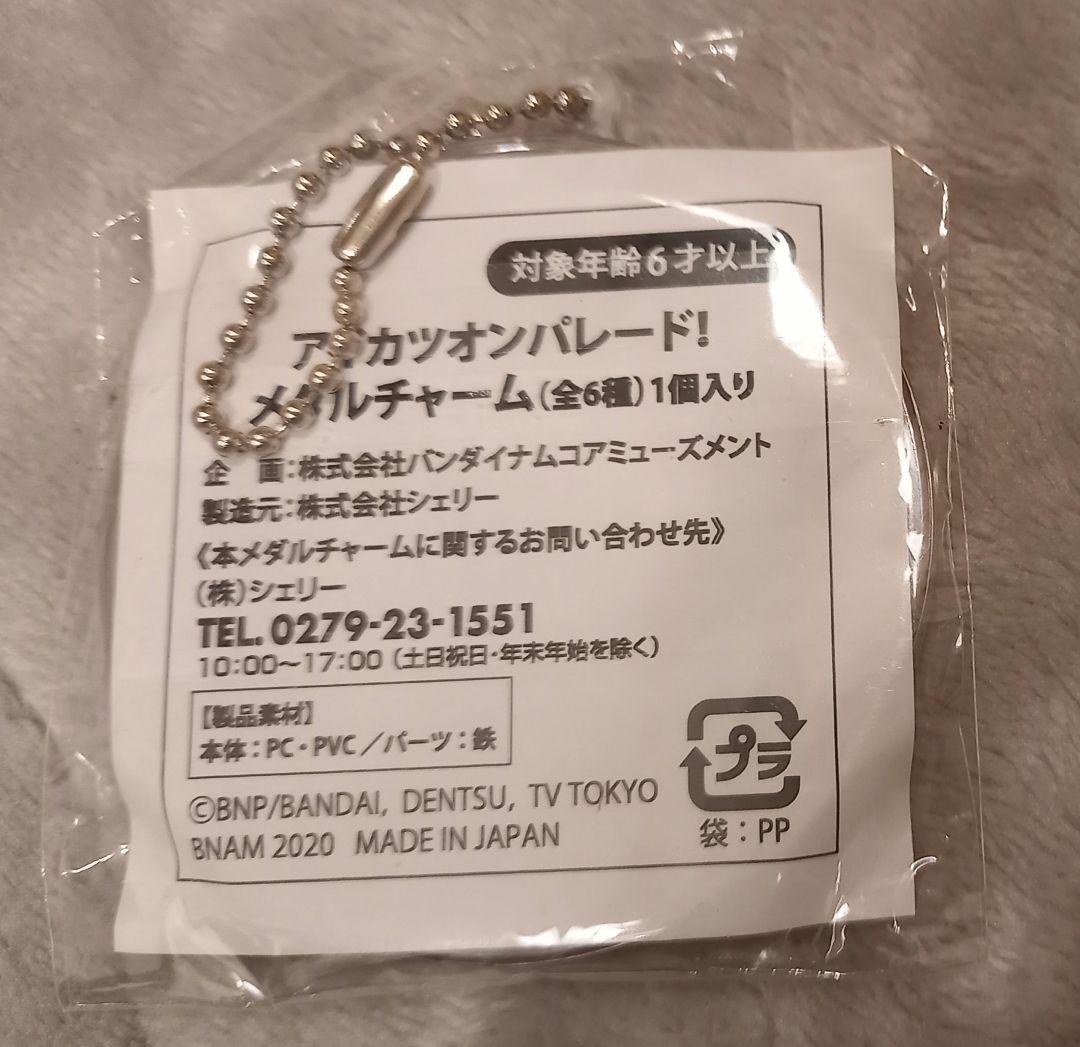 対象年齢6才以上
アイカツオンパレード!
メダルチャーム(全6種)1個入り
企 画:株式会社バンダイナムコアミューズメント
製造元:株式会社シェリー
《本メダルチャームに関するお問い合わせ先》
(株)シェリー
TEL. 0279-23-1551
10:00～17:00(土日祝日・年末年始を除く)
【製品素材】
本体:PC・PVC／パーツ:鉄
©BNP/BANDAI, DENTSU, TV TOKYO
BNAM 2020 MADE IN JAPAN
プラ
袋:PP